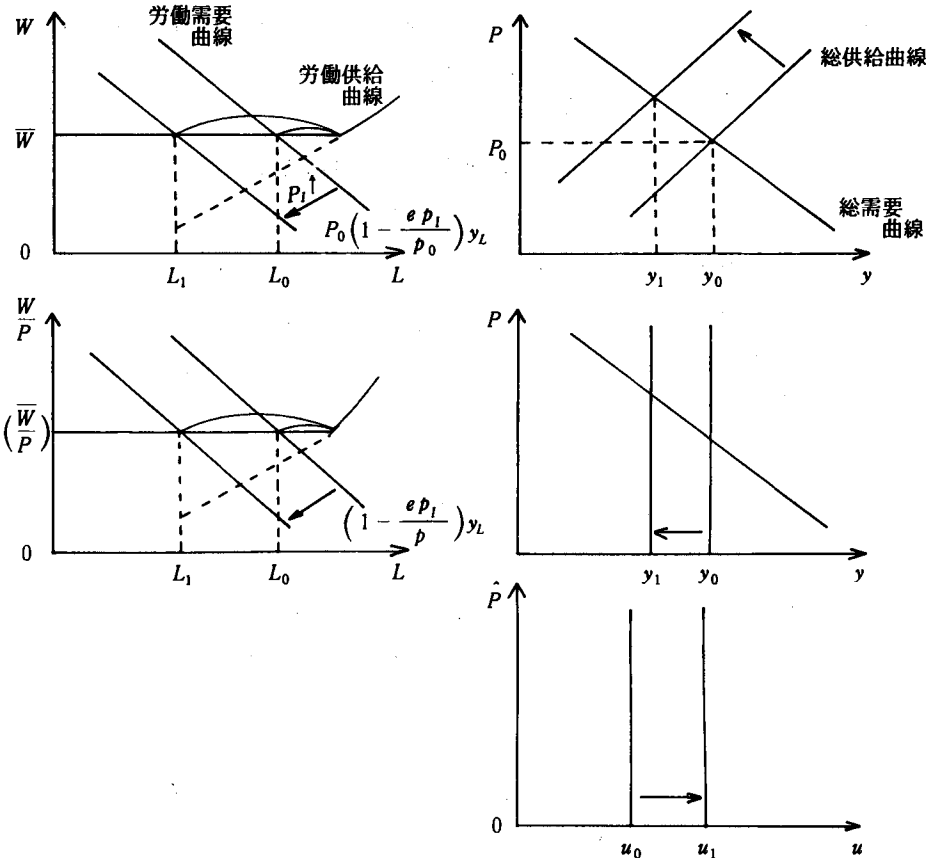 W
労働需要
曲線
労働供給
曲線
W̅
P₁↑
P₀(1 - ep₁/p₀)y_L
0
L₁
L₀
L
P
総供給曲線
P₀
総需要
曲線
y₁
y₀
y
W/P
(W̅/P)
(1 - ep₁/p)y_L
0
L₁
L₀
L
P
y₁
y₀
y
P̂
0
u₀
u₁
u